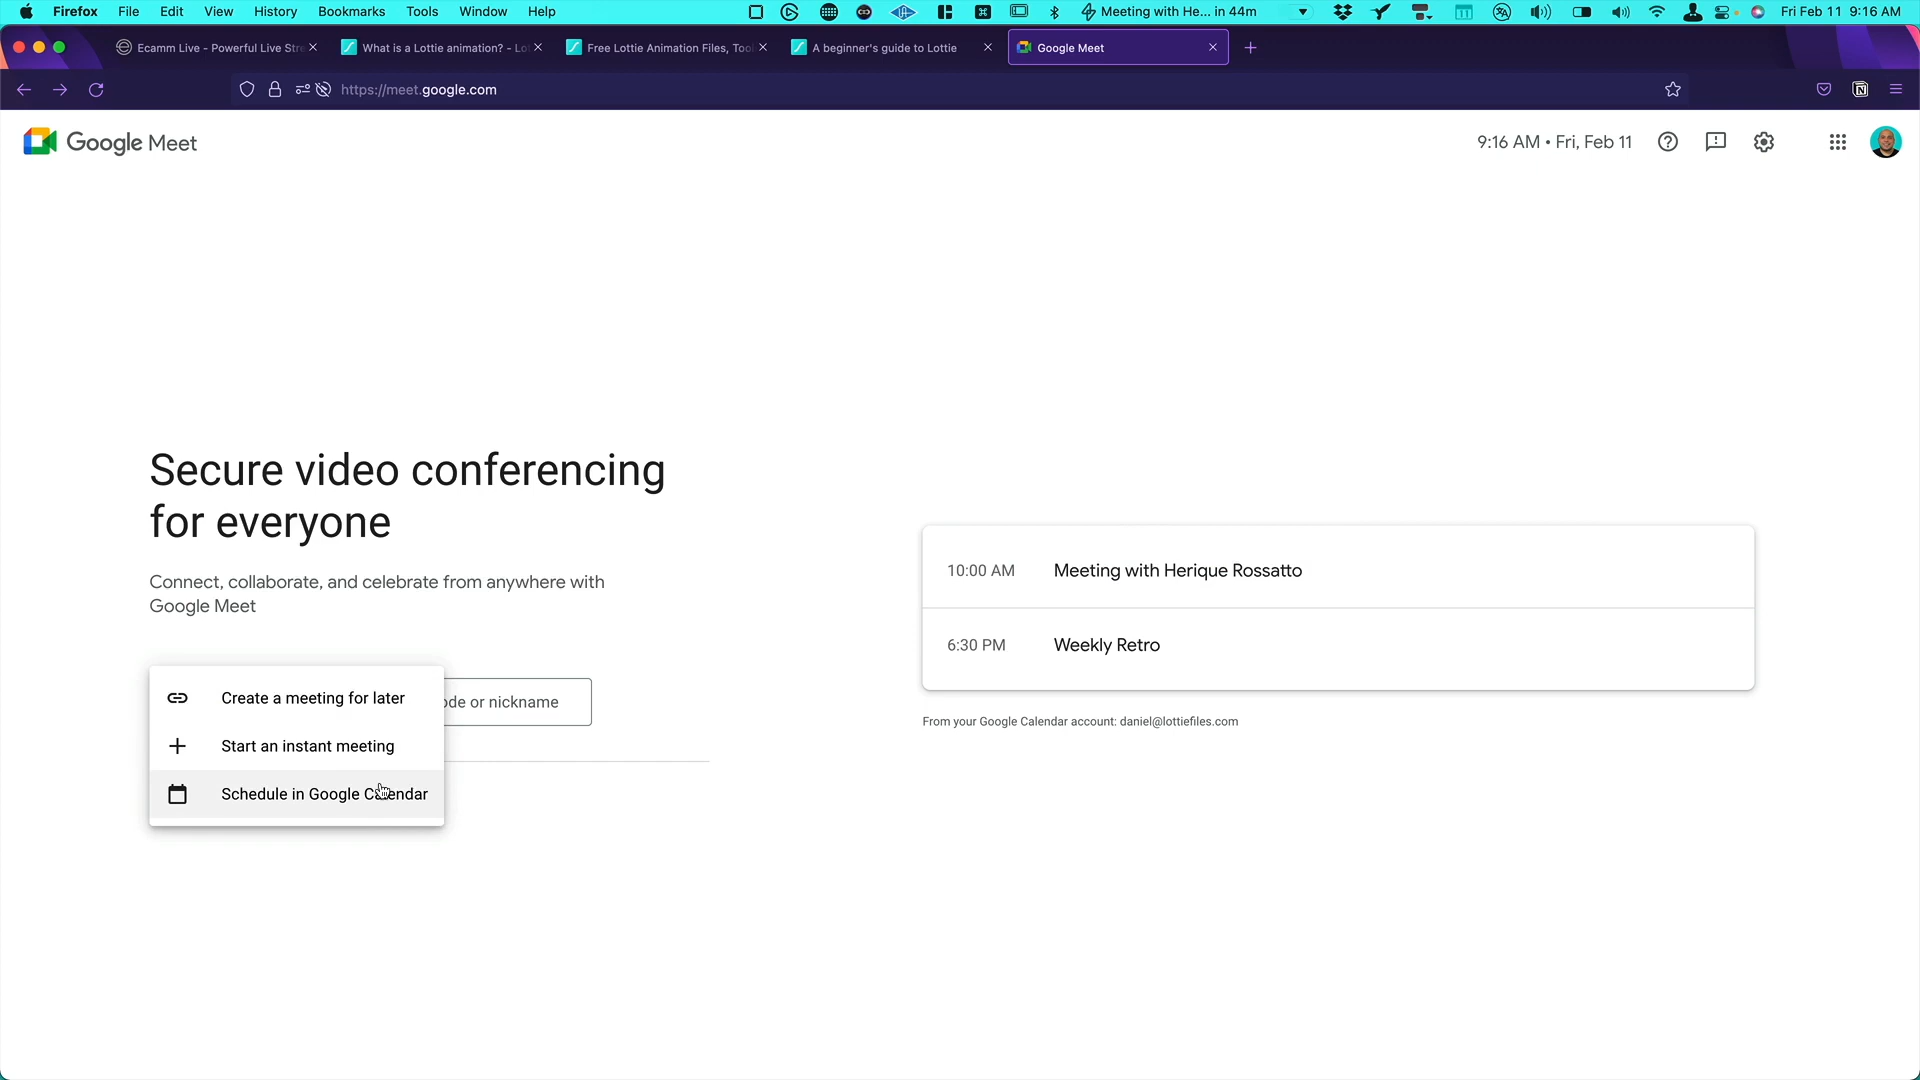 Firefox File Edit View History Bookmarks Tools Window Help Meeting with He... in 44m Fri Feb 11 9:16 AM
Ecamm Live - Powerful Live Stre What is a Lottie animation? - Lot Free Lottie Animation Files, Tool A beginner's guide to Lottie Google Meet
https://meet.google.com
Google Meet
9:16 AM • Fri, Feb 11
Secure video conferencing
for everyone
Connect, collaborate, and celebrate from anywhere with
Google Meet
Create a meeting for later
ode or nickname
Start an instant meeting
Schedule in Google Calendar
10:00 AM Meeting with Herique Rossatto
6:30 PM Weekly Retro
From your Google Calendar account: daniel@lottiefiles.com